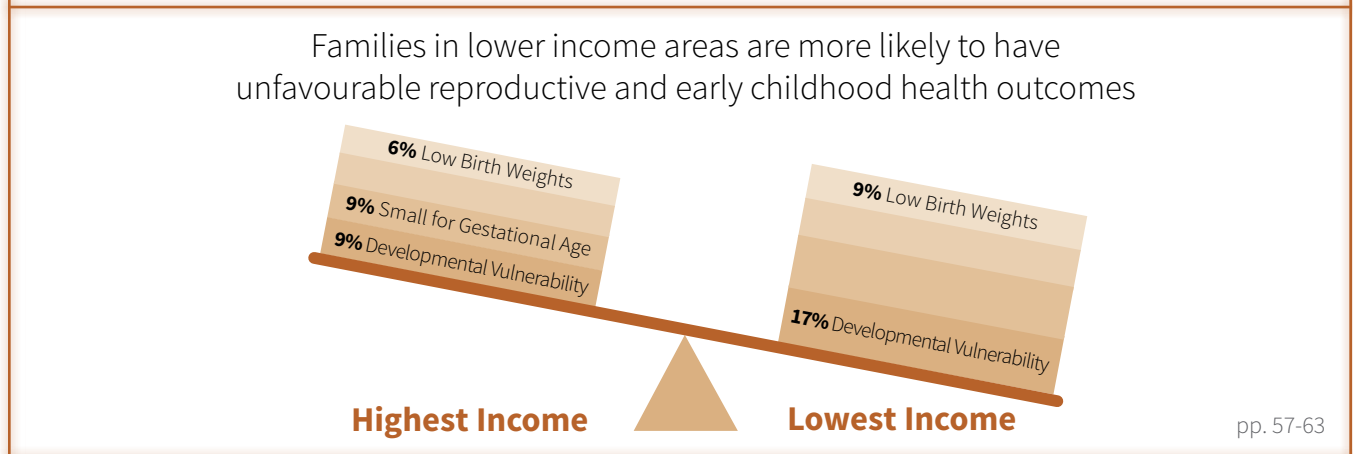 Families in lower income areas are more likely to have
unfavourable reproductive and early childhood health outcomes
6% Low Birth Weights
9% Small for Gestational Age
9% Developmental Vulnerability
9% Low Birth Weights
17% Developmental Vulnerability
Highest Income
Lowest Income
pp. 57-63